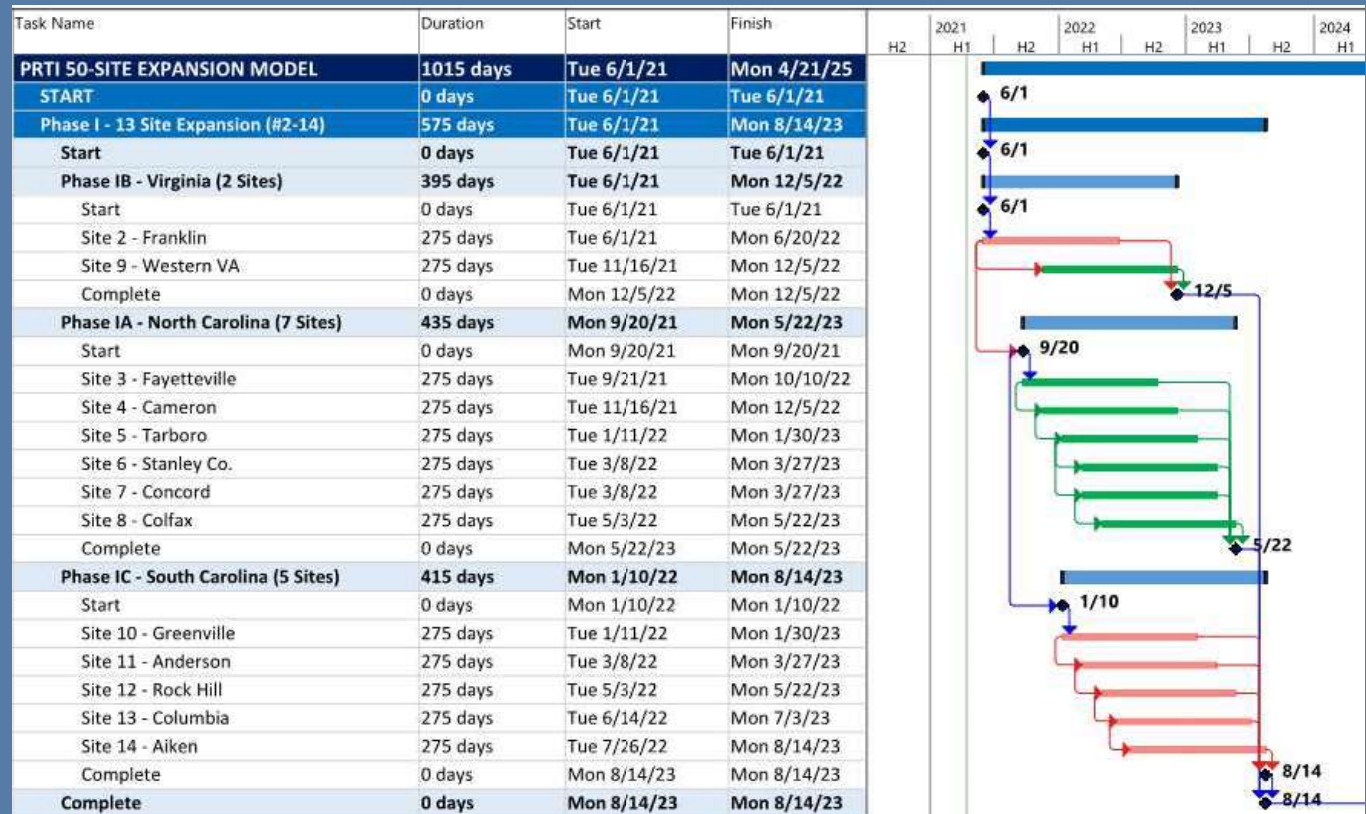 Task Name Duration Start Finish 2021 2022 2023 2024
H2 H1 H2 H1 H2 H1 H2 H1
PRTI 50-SITE EXPANSION MODEL 1015 days Tue 6/1/21 Mon 4/21/25
START 0 days Tue 6/1/21 Tue 6/1/21 6/1
Phase I - 13 Site Expansion (#2-14) 575 days Tue 6/1/21 Mon 8/14/23
Start 0 days Tue 6/1/21 Tue 6/1/21 6/1
Phase IB - Virginia (2 Sites) 395 days Tue 6/1/21 Mon 12/5/22
Start 0 days Tue 6/1/21 Tue 6/1/21 6/1
Site 2 - Franklin 275 days Tue 6/1/21 Mon 6/20/22
Site 9 - Western VA 275 days Tue 11/16/21 Mon 12/5/22
Complete 0 days Mon 12/5/22 Mon 12/5/22 12/5
Phase IA - North Carolina (7 Sites) 435 days Mon 9/20/21 Mon 5/22/23
Start 0 days Mon 9/20/21 Mon 9/20/21 9/20
Site 3 - Fayetteville 275 days Tue 9/21/21 Mon 10/10/22
Site 4 - Cameron 275 days Tue 11/16/21 Mon 12/5/22
Site 5 - Tarboro 275 days Tue 1/11/22 Mon 1/30/23
Site 6 - Stanley Co. 275 days Tue 3/8/22 Mon 3/27/23
Site 7 - Concord 275 days Tue 3/8/22 Mon 3/27/23
Site 8 - Colfax 275 days Tue 5/3/22 Mon 5/22/23
Complete 0 days Mon 5/22/23 Mon 5/22/23 5/22
Phase IC - South Carolina (5 Sites) 415 days Mon 1/10/22 Mon 8/14/23
Start 0 days Mon 1/10/22 Mon 1/10/22 1/10
Site 10 - Greenville 275 days Tue 1/11/22 Mon 1/30/23
Site 11 - Anderson 275 days Tue 3/8/22 Mon 3/27/23
Site 12 - Rock Hill 275 days Tue 5/3/22 Mon 5/22/23
Site 13 - Columbia 275 days Tue 6/14/22 Mon 7/3/23
Site 14 - Aiken 275 days Tue 7/26/22 Mon 8/14/23
Complete 0 days Mon 8/14/23 Mon 8/14/23 8/14
Complete 0 days Mon 8/14/23 Mon 8/14/23 8/14